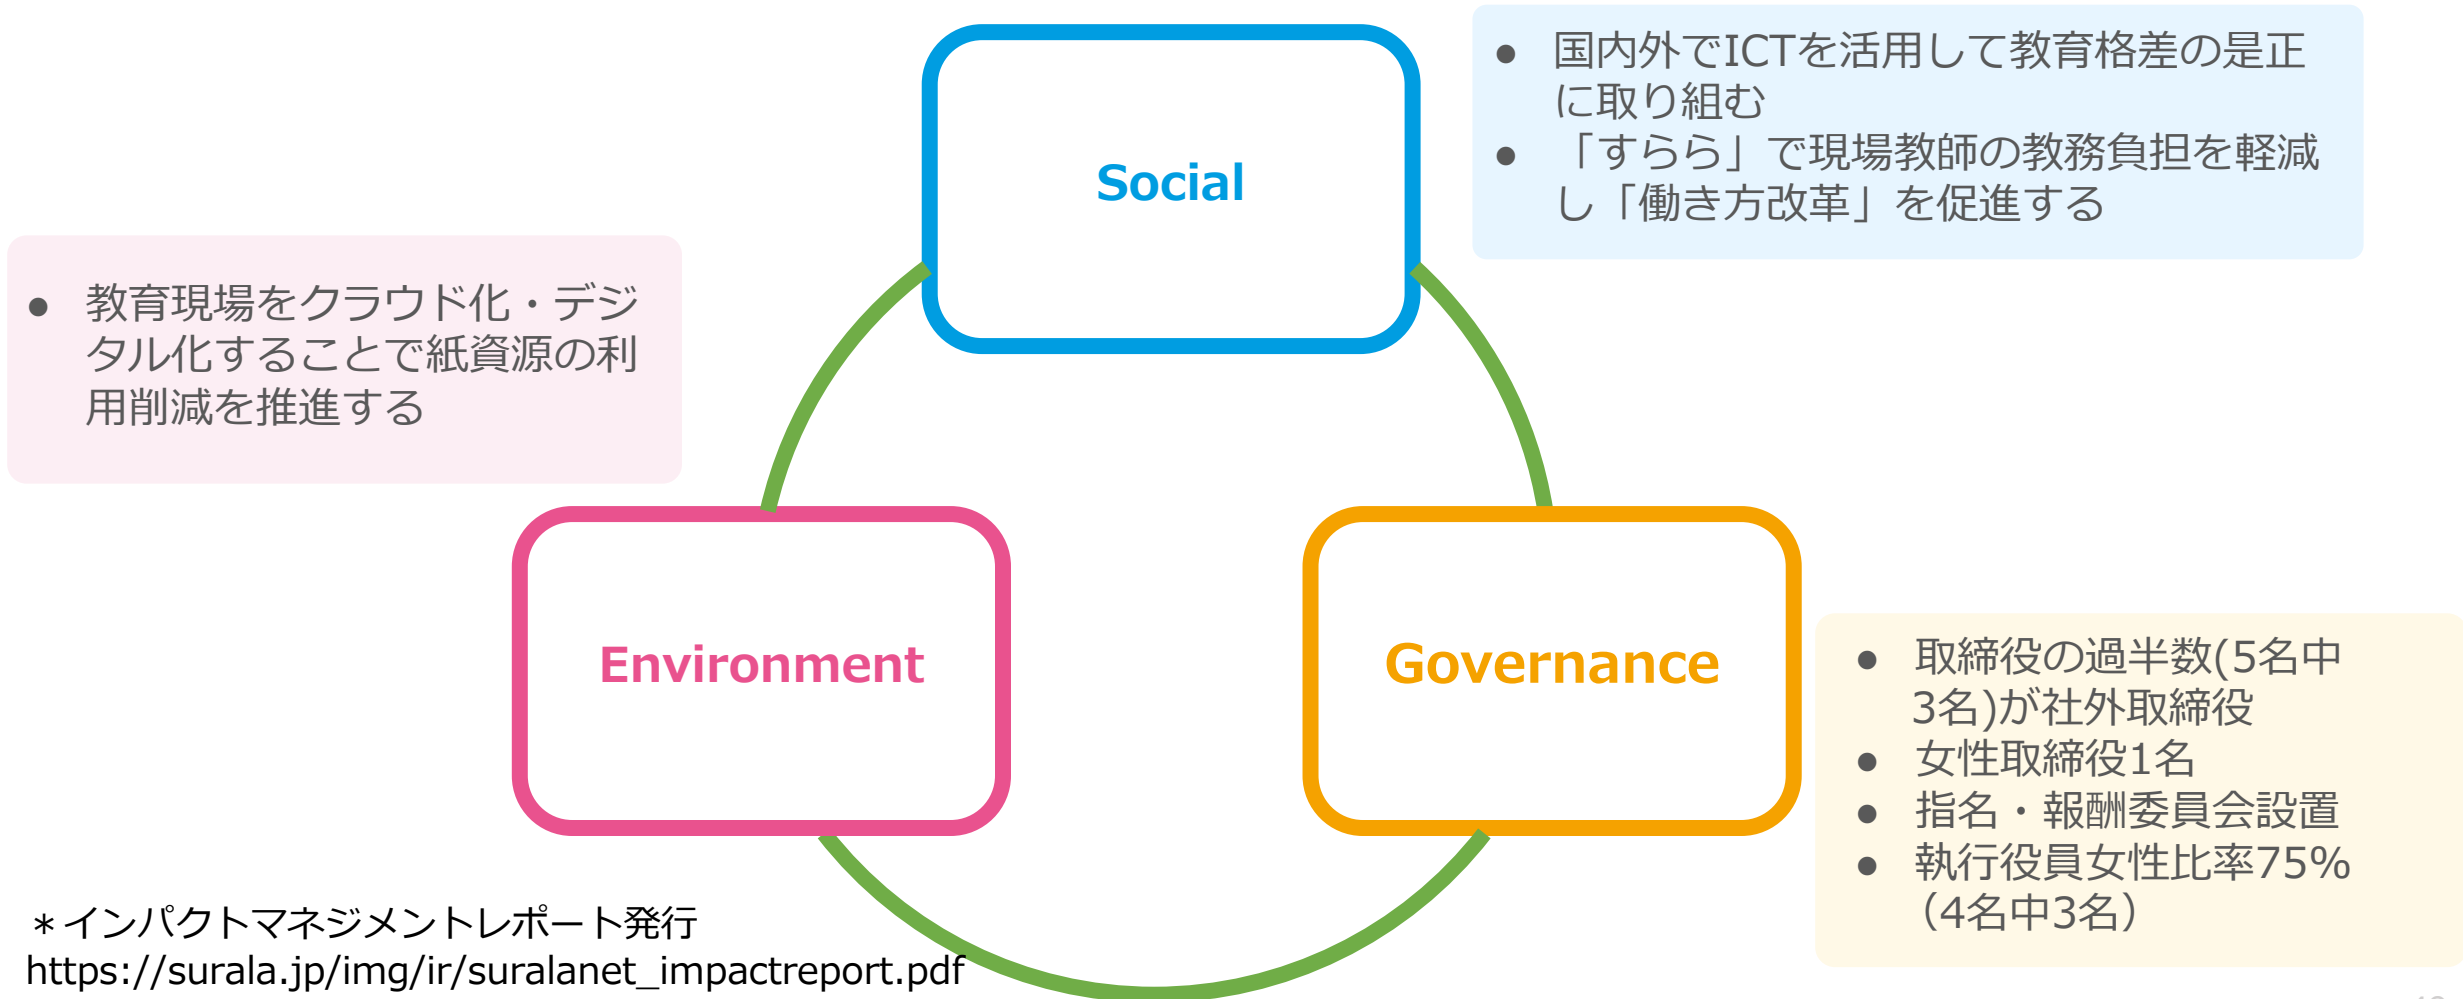 Social
● 国内外でICTを活用して教育格差の是正
に取り組む
● 「すらら」で現場教師の教務負担を軽減
し「働き方改革」を促進する
● 教育現場をクラウド化・デジ
タル化することで紙資源の利
用削減を推進する
Environment
Governance
● 取締役の過半数(5名中
3名)が社外取締役
● 女性取締役1名
● 指名・報酬委員会設置
● 執行役員女性比率75%
（4名中3名）
＊インパクトマネジメントレポート発行
https://surala.jp/img/ir/suralanet_impactreport.pdf